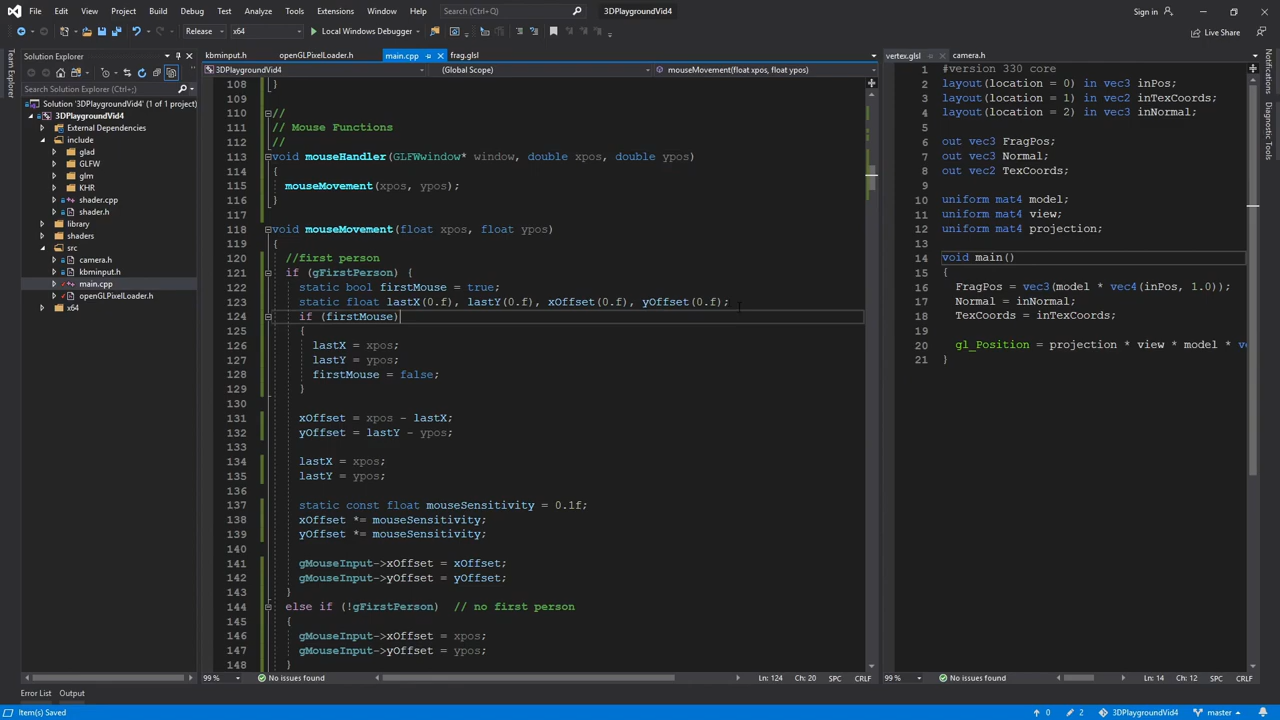 File Edit View Project Build Debug Test Analyze Tools Extensions Window Help Search (Ctrl+Q) 3DPlaygroundVid4 Sign in
Release x64 Local Windows Debugger Live Share
Team Explorer
Solution Explorer
Search Solution Explorer (Ctrl+;)
Solution '3DPlaygroundVid4' (1 of 1 project)
3DPlaygroundVid4
External Dependencies
include
glad
GLFW
glm
KHR
shader.cpp
shader.h
library
shaders
src
camera.h
kbminput.h
main.cpp
openGLPixelLoader.h
x64
kbminput.h openGLPixelLoader.h main.cpp frag.glsl
3DPlaygroundVid4 (Global Scope) mouseMovement(float xpos, float ypos)
108 }
109
110 //
111 // Mouse Functions
112 //
113 void mouseHandler(GLFWwindow* window, double xpos, double ypos)
114 {
115 mouseMovement(xpos, ypos);
116 }
117
118 void mouseMovement(float xpos, float ypos)
119 {
120 //first person
121 if (gFirstPerson) {
122 static bool firstMouse = true;
123 static float lastX(0.f), lastY(0.f), xOffset(0.f), yOffset(0.f);
124 if (firstMouse)
125 {
126 lastX = xpos;
127 lastY = ypos;
128 firstMouse = false;
129 }
130
131 xOffset = xpos - lastX;
132 yOffset = lastY - ypos;
133
134 lastX = xpos;
135 lastY = ypos;
136
137 static const float mouseSensitivity = 0.1f;
138 xOffset *= mouseSensitivity;
139 yOffset *= mouseSensitivity;
140
141 gMouseInput->xOffset = xOffset;
142 gMouseInput->yOffset = yOffset;
143 }
144 else if (!gFirstPerson) // no first person
145 {
146 gMouseInput->xOffset = xpos;
147 gMouseInput->yOffset = ypos;
148 }
99 % No issues found Ln: 124 Ch: 20 SPC CRLF
vertex.glsl camera.h
1 #version 330 core
2 layout(location = 0) in vec3 inPos;
3 layout(location = 1) in vec2 inTexCoords;
4 layout(location = 2) in vec3 inNormal;
5
6 out vec3 FragPos;
7 out vec3 Normal;
8 out vec2 TexCoords;
9
10 uniform mat4 model;
11 uniform mat4 view;
12 uniform mat4 projection;
13
14 void main()
15 {
16 FragPos = vec3(model * vec4(inPos, 1.0));
17 Normal = inNormal;
18 TexCoords = inTexCoords;
19
20 gl_Position = projection * view * model * v
21 }
99 % No issues found Ln: 14 Ch: 12 SPC CRLF
Notifications
Diagnostic Tools
Error List Output
Item(s) Saved 0 2 3DPlaygroundVid4 master